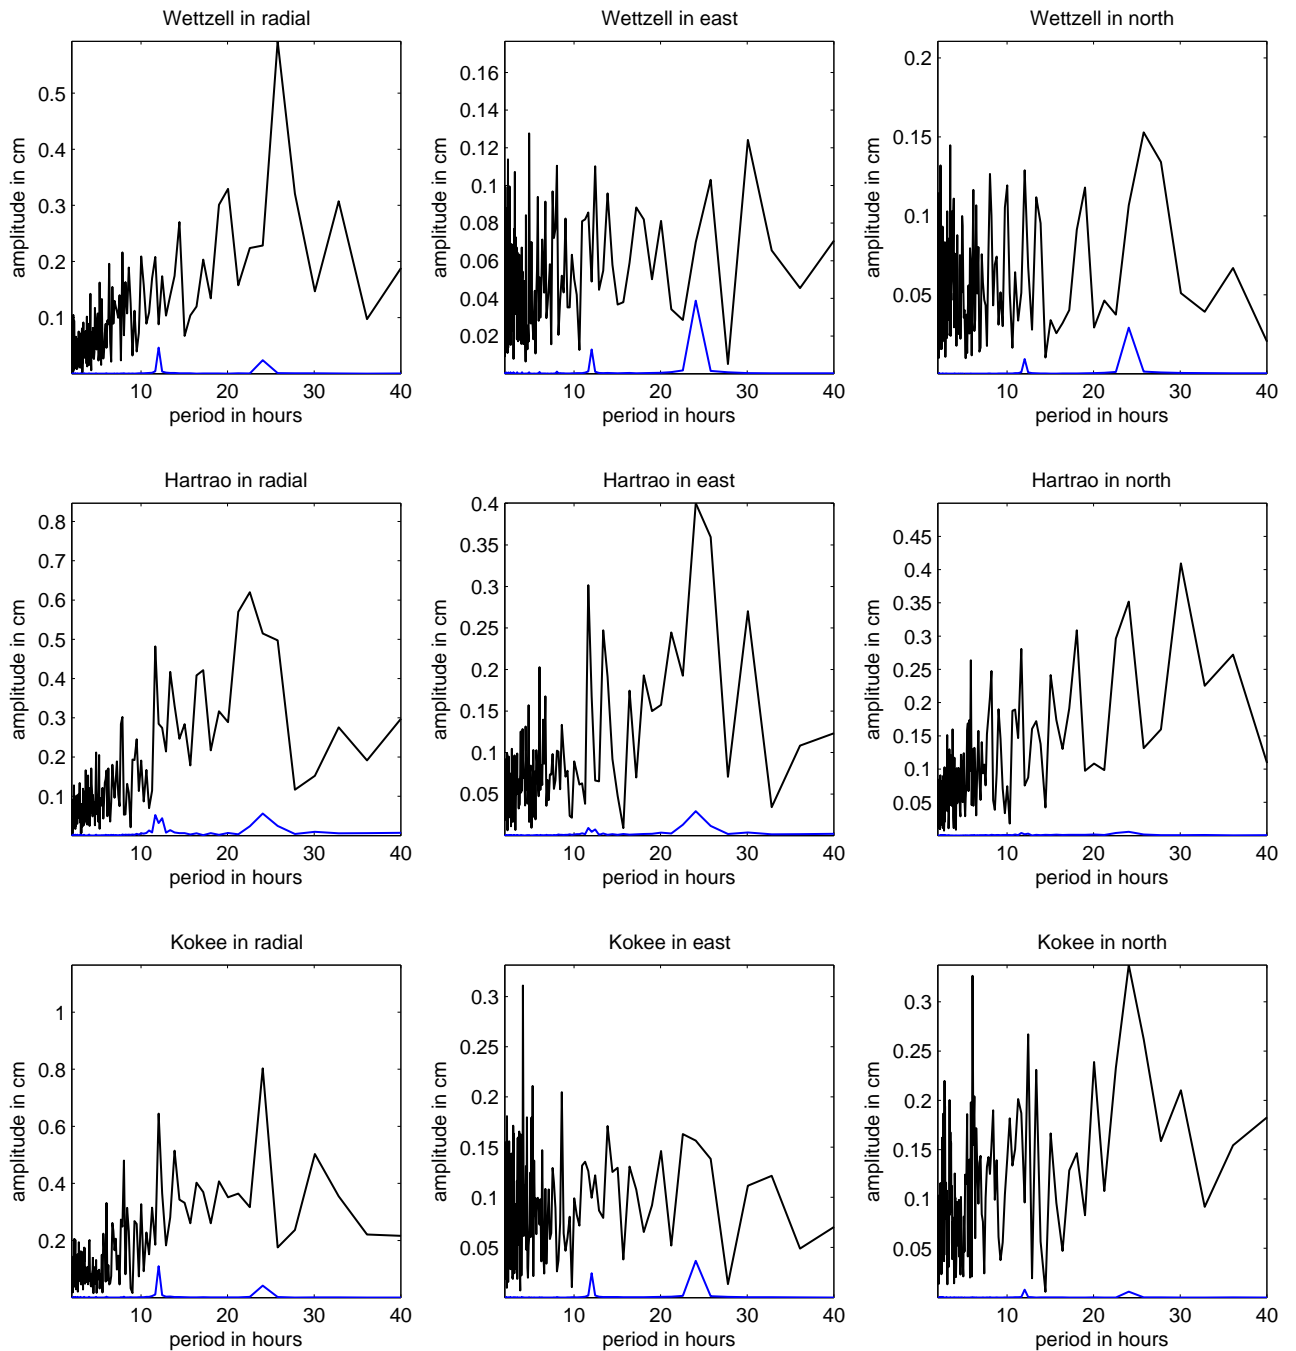 Wettzell in radial
Wettzell in east
Wettzell in north
amplitude in cm
0.5
0.4
0.3
0.2
0.1
10 20 30 40
period in hours
amplitude in cm
0.16
0.14
0.12
0.1
0.08
0.06
0.04
0.02
10 20 30 40
period in hours
amplitude in cm
0.2
0.15
0.1
0.05
10 20 30 40
period in hours
Hartrao in radial
Hartrao in east
Hartrao in north
amplitude in cm
0.8
0.7
0.6
0.5
0.4
0.3
0.2
0.1
10 20 30 40
period in hours
amplitude in cm
0.4
0.35
0.3
0.25
0.2
0.15
0.1
0.05
10 20 30 40
period in hours
amplitude in cm
0.45
0.4
0.35
0.3
0.25
0.2
0.15
0.1
0.05
10 20 30 40
period in hours
Kokee in radial
Kokee in east
Kokee in north
amplitude in cm
1
0.8
0.6
0.4
0.2
10 20 30 40
period in hours
amplitude in cm
0.3
0.25
0.2
0.15
0.1
0.05
10 20 30 40
period in hours
amplitude in cm
0.3
0.25
0.2
0.15
0.1
0.05
10 20 30 40
period in hours